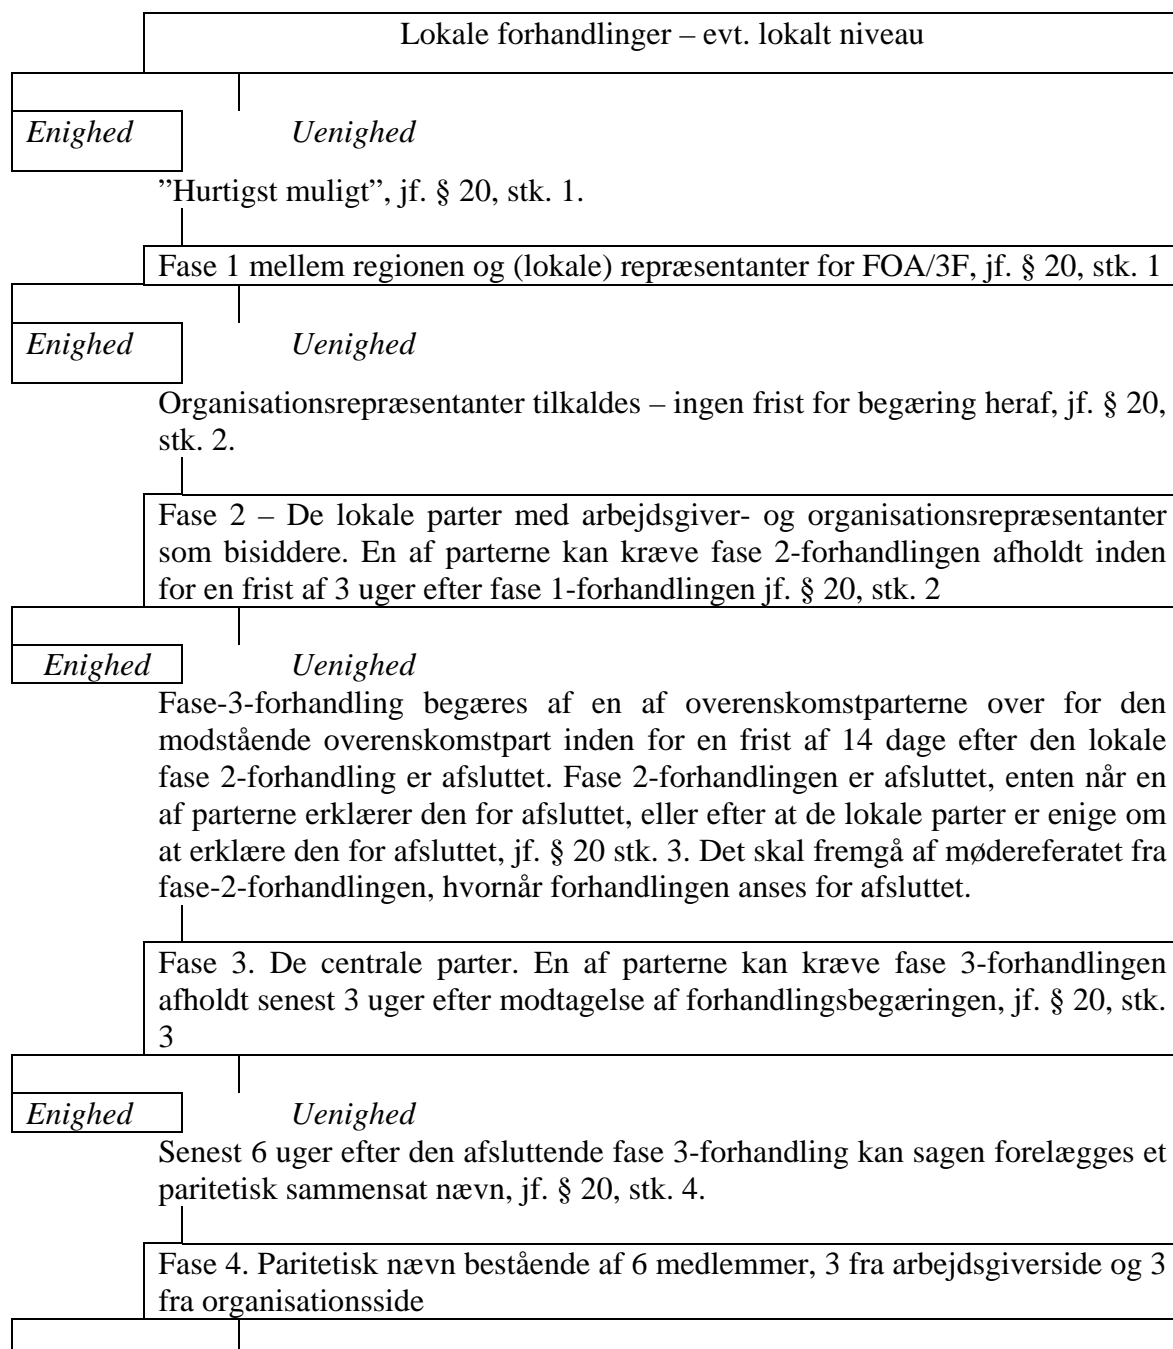 Lokale forhandlinger – evt. lokalt niveau
Enighed Uenighed
”Hurtigst muligt”, jf. § 20, stk. 1.
Fase 1 mellem regionen og (lokale) repræsentanter for FOA/3F, jf. § 20, stk. 1
Enighed Uenighed
Organisationsrepræsentanter tilkaldes – ingen frist for begæring heraf, jf. § 20,
stk. 2.
Fase 2 – De lokale parter med arbejdsgiver- og organisationsrepræsentanter
som bisiddere. En af parterne kan kræve fase 2-forhandlingen afholdt inden
for en frist af 3 uger efter fase 1-forhandlingen jf. § 20, stk. 2
Enighed Uenighed
Fase-3-forhandling begæres af en af overenskomstparterne over for den
modstående overenskomstpart inden for en frist af 14 dage efter den lokale
fase 2-forhandling er afsluttet. Fase 2-forhandlingen er afsluttet, enten når en
af parterne erklærer den for afsluttet, eller efter at de lokale parter er enige om
at erklære den for afsluttet, jf. § 20 stk. 3. Det skal fremgå af mødereferatet fra
fase-2-forhandlingen, hvornår forhandlingen anses for afsluttet.
Fase 3. De centrale parter. En af parterne kan kræve fase 3-forhandlingen
afholdt senest 3 uger efter modtagelse af forhandlingsbegæringen, jf. § 20, stk.
3
Enighed Uenighed
Senest 6 uger efter den afsluttende fase 3-forhandling kan sagen forelægges et
paritetisk sammensat nævn, jf. § 20, stk. 4.
Fase 4. Paritetisk nævn bestående af 6 medlemmer, 3 fra arbejdsgiverside og 3
fra organisationsside